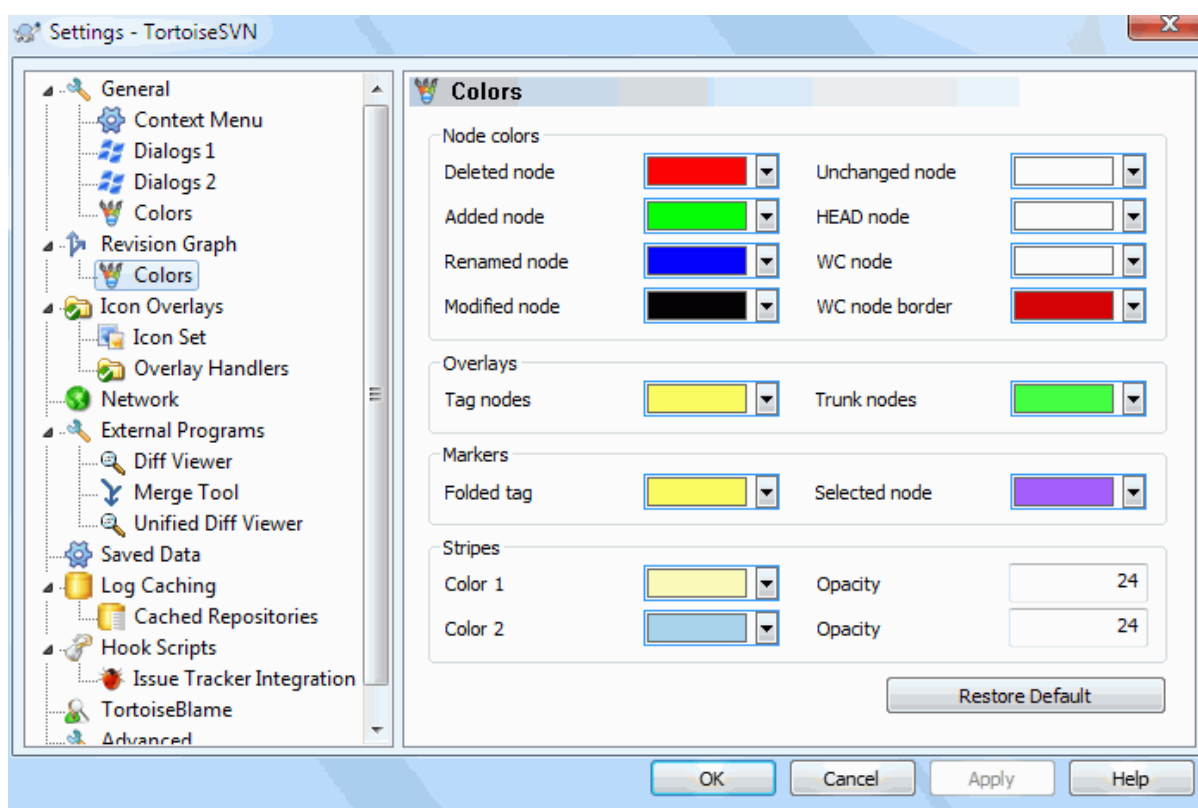 Settings - TortoiseSVN
General
Context Menu
Dialogs 1
Dialogs 2
Colors
Revision Graph
Colors
Icon Overlays
Icon Set
Overlay Handlers
Network
External Programs
Diff Viewer
Merge Tool
Unified Diff Viewer
Saved Data
Log Caching
Cached Repositories
Hook Scripts
Issue Tracker Integration
TortoiseBlame
Advanced
Colors
Node colors
Deleted node Unchanged node
Added node HEAD node
Renamed node WC node
Modified node WC node border
Overlays
Tag nodes Trunk nodes
Markers
Folded tag Selected node
Stripes
Color 1 Opacity 24
Color 2 Opacity 24
Restore Default
OK Cancel Apply Help